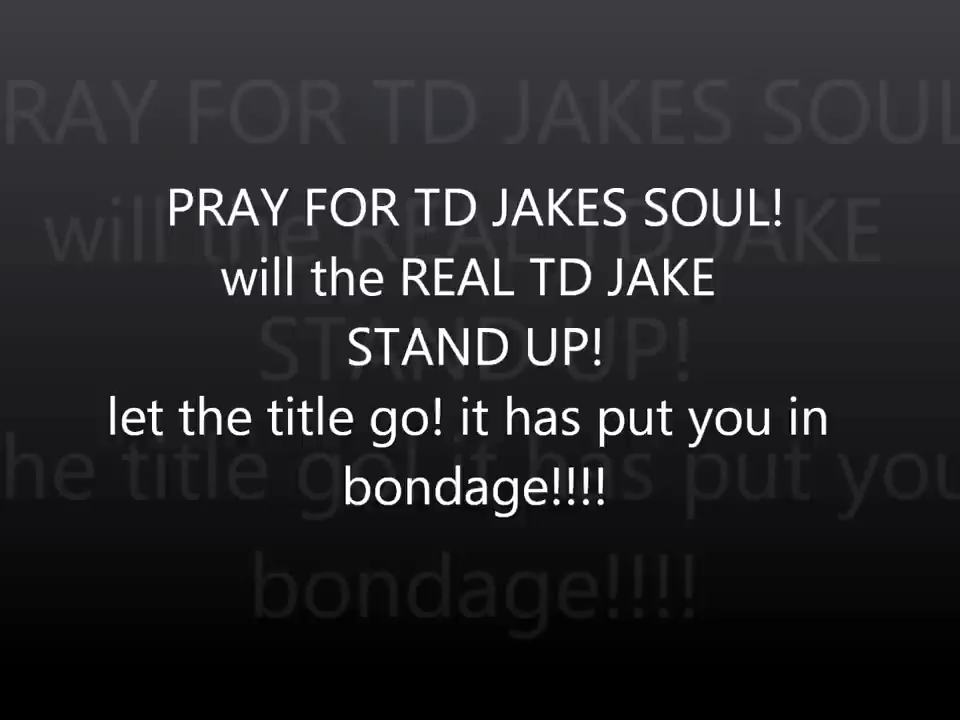 PRAY FOR TD JAKES SOUL!
will the REAL TD JAKE
STAND UP!
let the title go! it has put you in
bondage!!!!